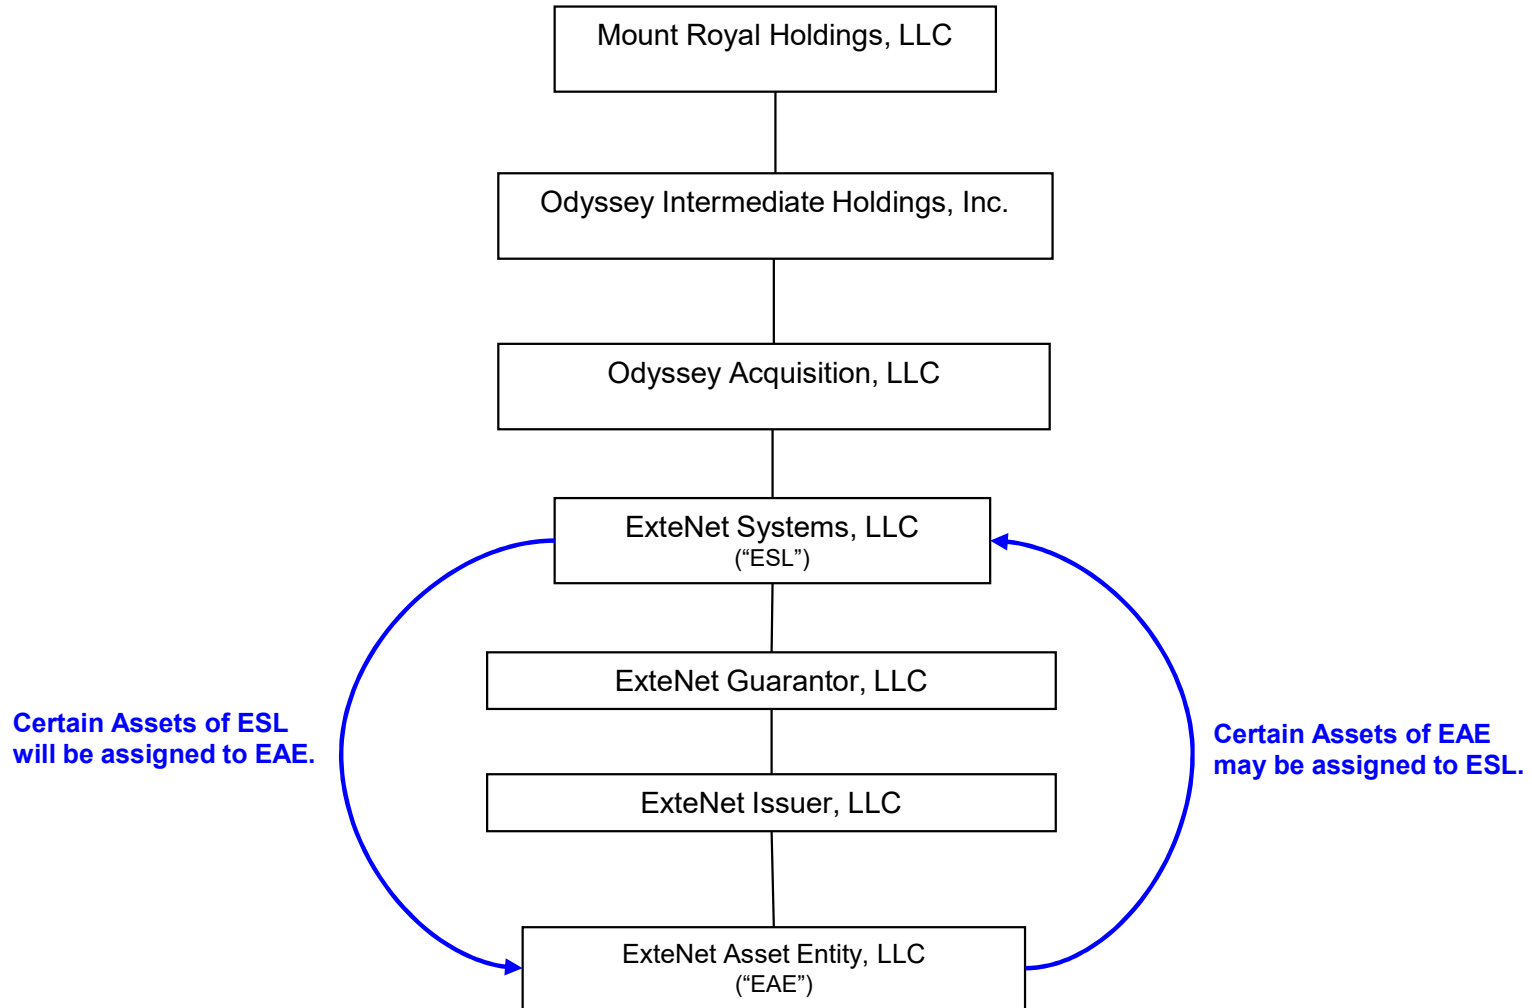 Mount Royal Holdings, LLC
Odyssey Intermediate Holdings, Inc.
Odyssey Acquisition, LLC
ExteNet Systems, LLC
(“ESL”)
ExteNet Guarantor, LLC
Certain Assets of ESL
will be assigned to EAE.
Certain Assets of EAE
may be assigned to ESL.
ExteNet Issuer, LLC
ExteNet Asset Entity, LLC
(“EAE”)